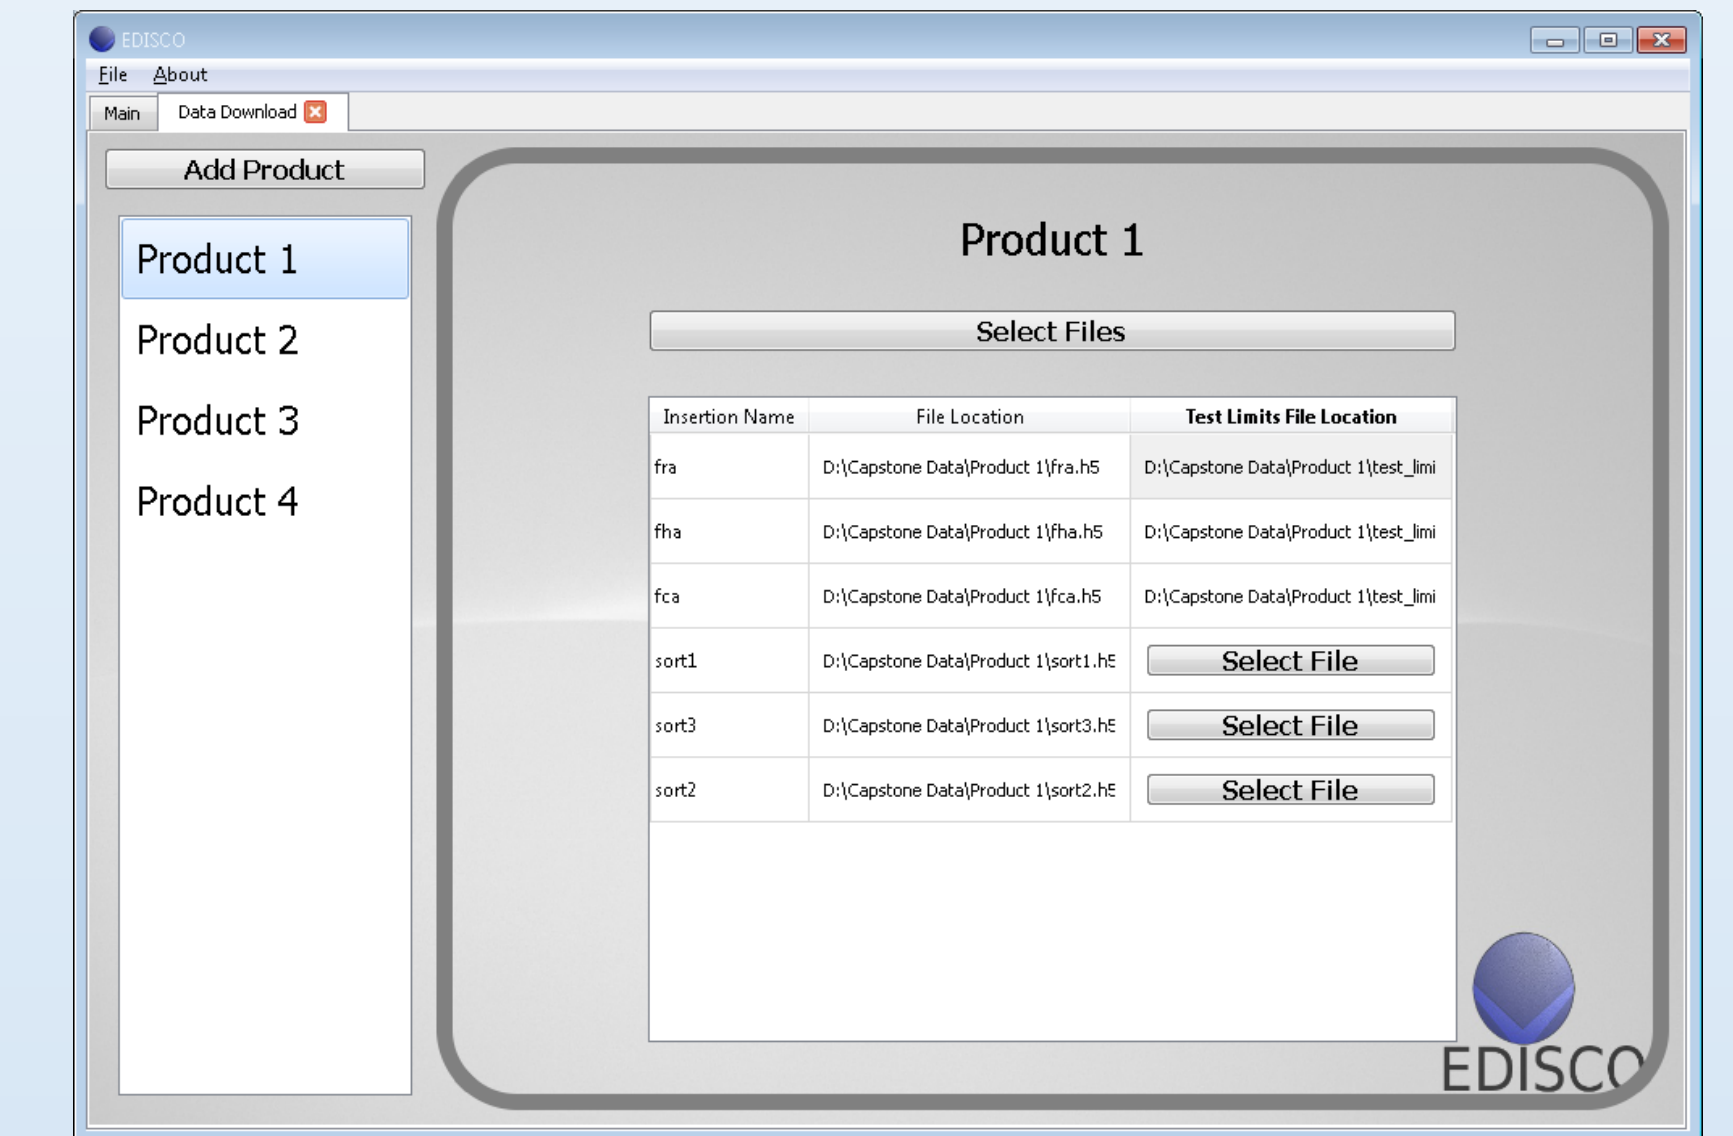 EDISCO
File About
Main Data Download
Add Product
Product 1
Product 2
Product 3
Product 4
Product 1
Select Files
Insertion Name File Location Test Limits File Location
fra D:\Capstone Data\Product 1\fra.h5 D:\Capstone Data\Product 1\test_limi
fha D:\Capstone Data\Product 1\fha.h5 D:\Capstone Data\Product 1\test_limi
fca D:\Capstone Data\Product 1\fca.h5 D:\Capstone Data\Product 1\test_limi
sort1 D:\Capstone Data\Product 1\sort1.h5 Select File
sort3 D:\Capstone Data\Product 1\sort3.h5 Select File
sort2 D:\Capstone Data\Product 1\sort2.h5 Select File
EDISCO